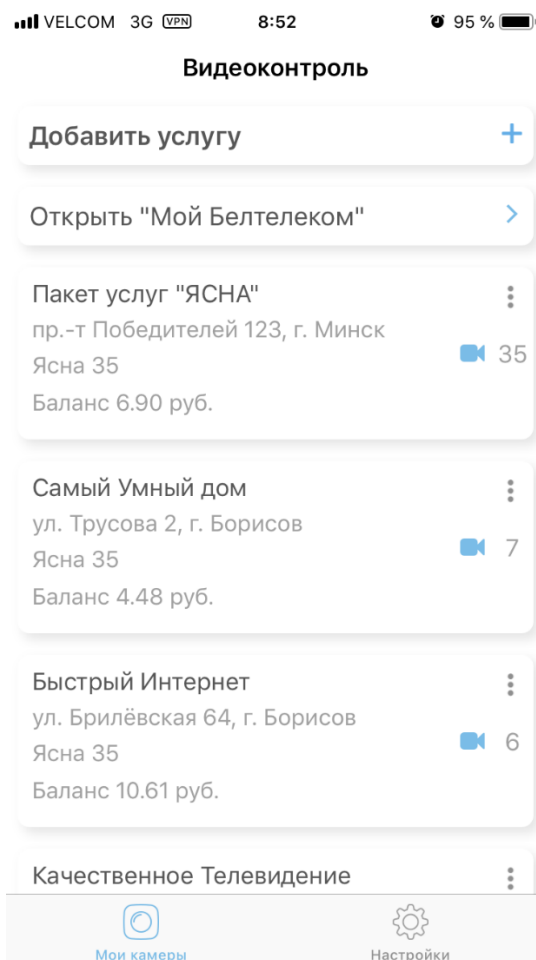 VELCOM 3G VPN 8:52 95 %
Видеоконтроль
Добавить услугу
Открыть "Мой Белтелеком"
Пакет услуг "ЯСНА"
пр.-т Победителей 123, г. Минск
35
Ясна 35
Баланс 6.90 руб.
Самый Умный дом
ул. Трусова 2, г. Борисов
7
Ясна 35
Баланс 4.48 руб.
Быстрый Интернет
ул. Брилёвская 64, г. Борисов
6
Ясна 35
Баланс 10.61 руб.
Качественное Телевидение
Мои камеры Настройки